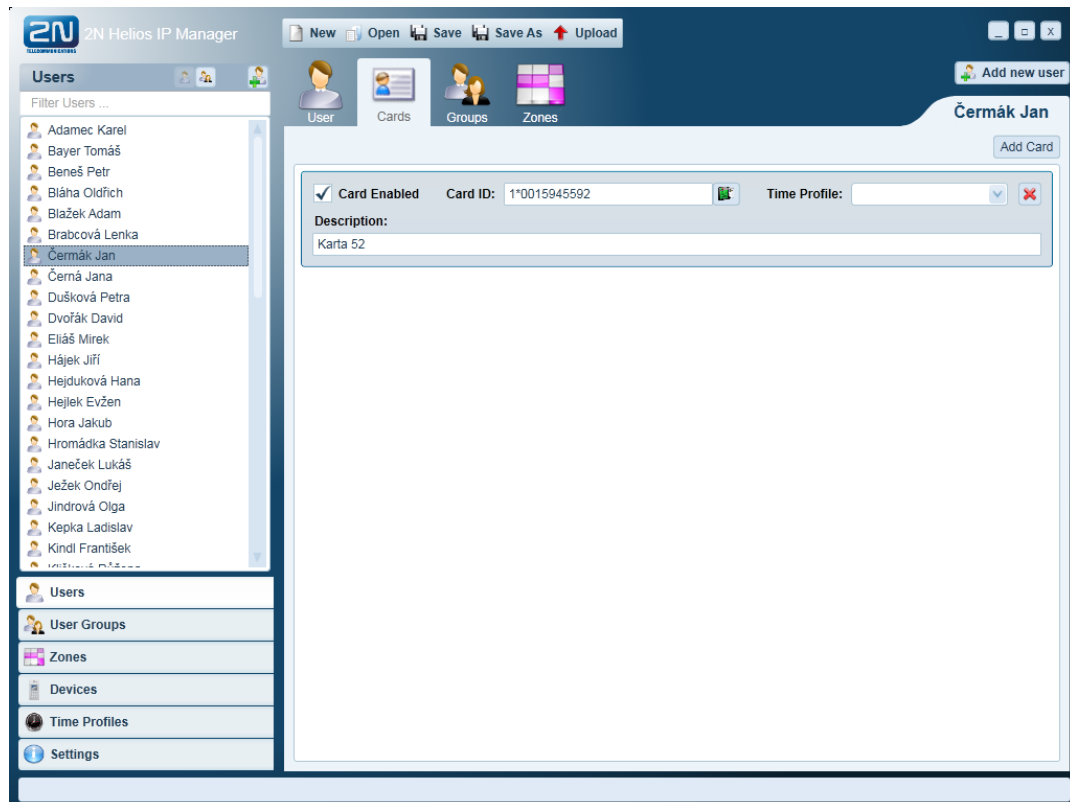 2N
TELECOMMUNICATIONS
2N Helios IP Manager
New Open Save Save As Upload
_ X
Users
Filter Users ...
Adamec Karel
Bayer Tomáš
Beneš Petr
Bláha Oldřich
Blažek Adam
Brabcová Lenka
Čermák Jan
Černá Jana
Dušková Petra
Dvořák David
Eliáš Mirek
Hájek Jiří
Hejduková Hana
Hejlek Evžen
Hora Jakub
Hromádka Stanislav
Janeček Lukáš
Ježek Ondřej
Jindrová Olga
Kepka Ladislav
Kindl František
Users
User Groups
Zones
Devices
Time Profiles
Settings
User Cards Groups Zones
Add new user
Čermák Jan
Add Card
Card Enabled Card ID: 1*0015945592 Time Profile:
Description:
Karta 52